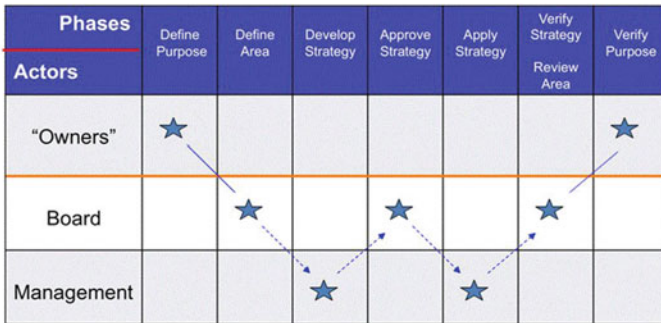 Phases
Actors
Define
Purpose
Define
Area
Develop
Strategy
Approve
Strategy
Apply
Strategy
Verify
Strategy
Review
Area
Verify
Purpose
“Owners”
Board
Management